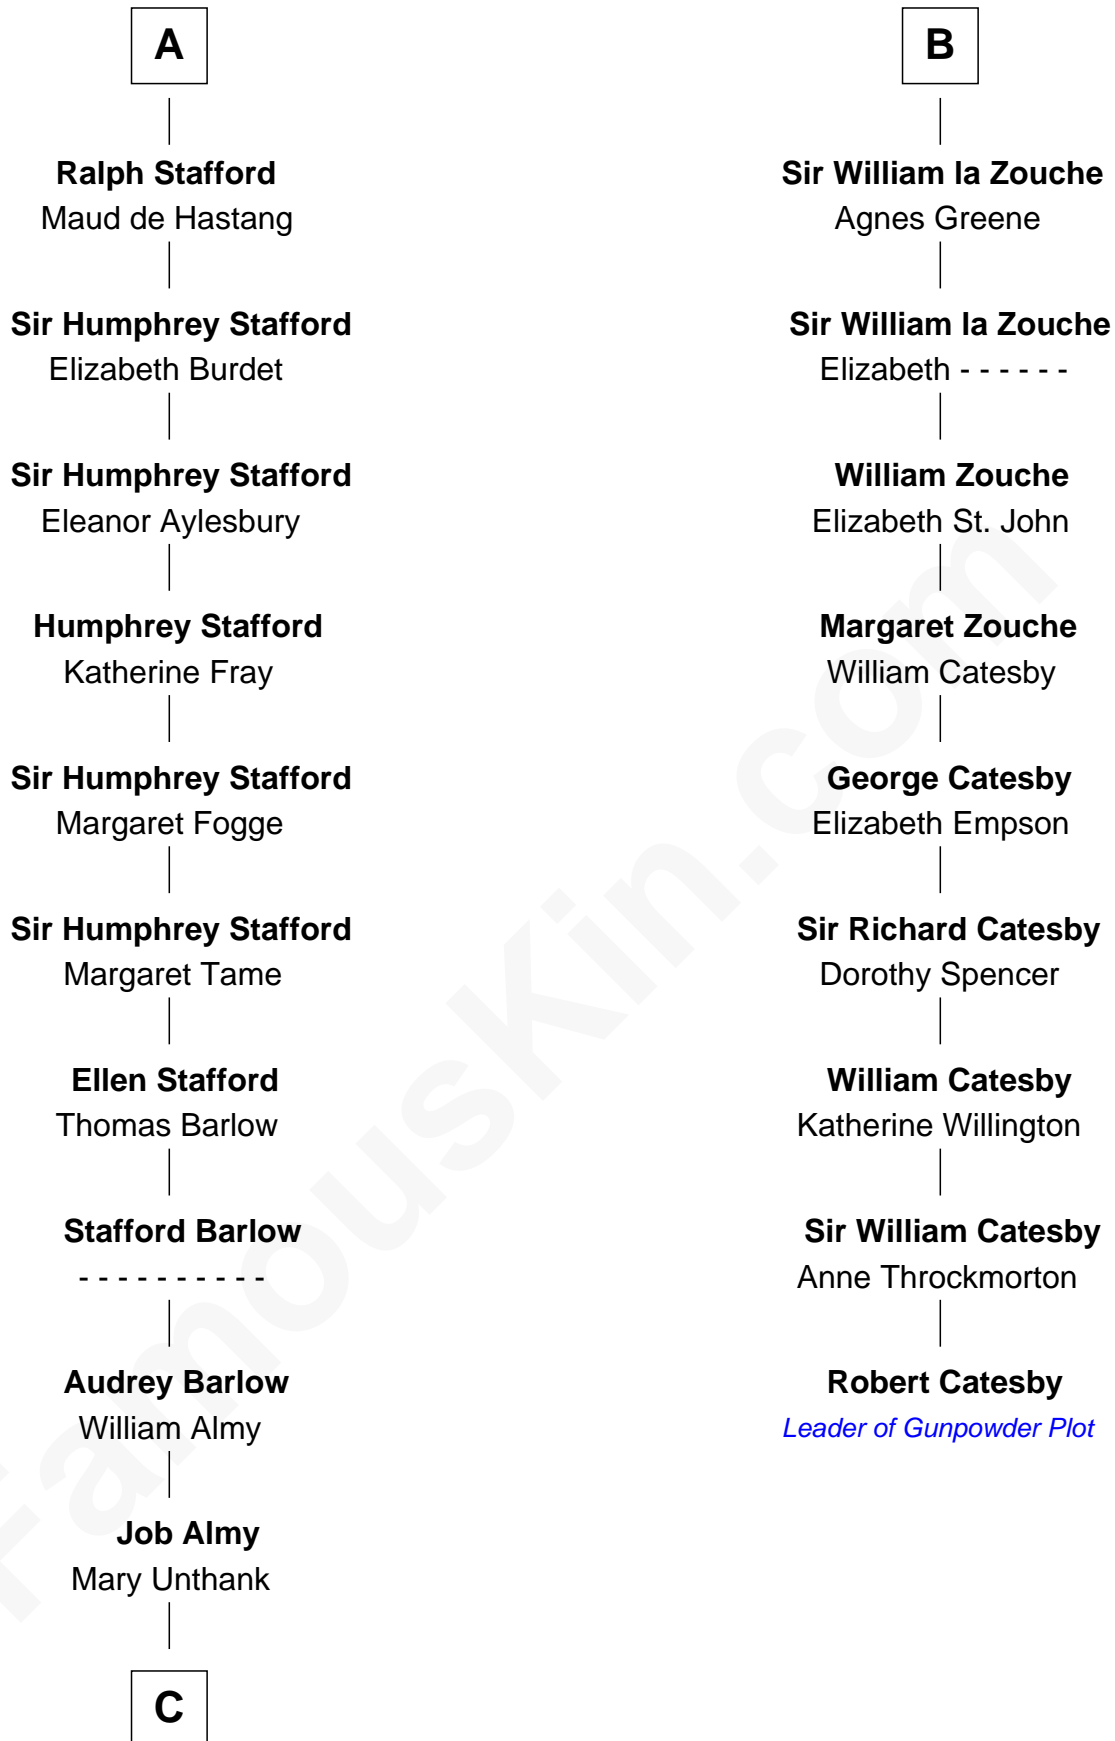 A
Ralph Stafford
Maud de Hastang
Sir Humphrey Stafford
Elizabeth Burdet
Sir Humphrey Stafford
Eleanor Aylesbury
Humphrey Stafford
Katherine Fray
Sir Humphrey Stafford
Margaret Fogge
Sir Humphrey Stafford
Margaret Tame
Ellen Stafford
Thomas Barlow
Stafford Barlow
- - - - - - - - - -
Audrey Barlow
William Almy
Job Almy
Mary Unthank
C
B
Sir William la Zouche
Agnes Greene
Sir William la Zouche
Elizabeth - - - - - -
William Zouche
Elizabeth St. John
Margaret Zouche
William Catesby
George Catesby
Elizabeth Empson
Sir Richard Catesby
Dorothy Spencer
William Catesby
Katherine Willington
Sir William Catesby
Anne Throckmorton
Robert Catesby
Leader of Gunpowder Plot
FamousKin.com